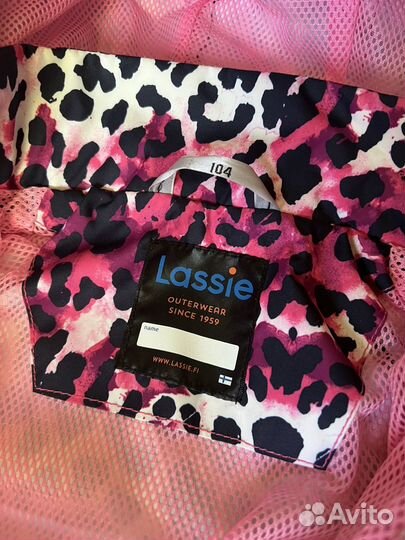 104
Lassie
OUTERWEAR
SINCE 1959
name
WWW.LASSIE.FI
Avito